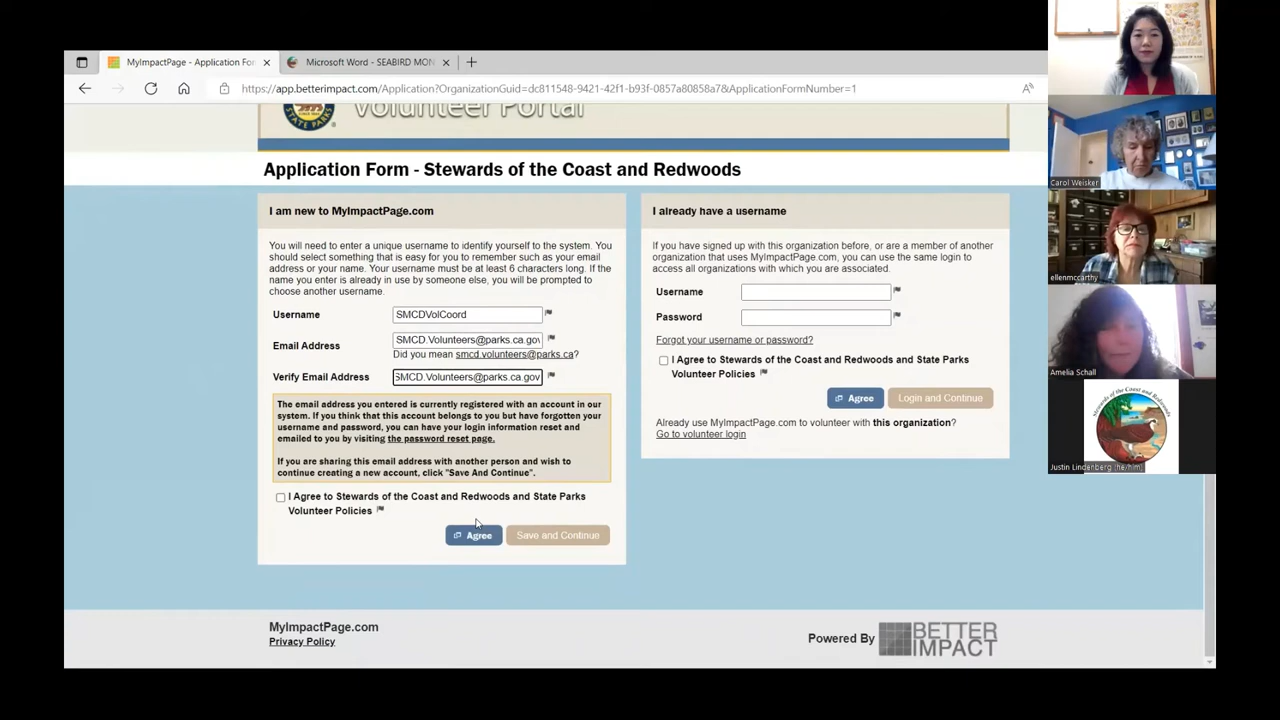 MyImpactPage - Application For
Microsoft Word - SEABIRD MON
https://app.betterimpact.com/Application?OrganizationGuid=dc811548-9421-42f1-b93f-0857a80858a7&ApplicationFormNumber=1
STATE PARKS
Volunteer Portal
Application Form - Stewards of the Coast and Redwoods
I am new to MyImpactPage.com
You will need to enter a unique username to identify yourself to the system. You
should select something that is easy for you to remember such as your email
address or your name. Your username must be at least 6 characters long. If the
name you enter is already in use by someone else, you will be prompted to
choose another username.
Username
SMCDVolCoord
Email Address
SMCD.Volunteers@parks.ca.gov
Did you mean smcd.volunteers@parks.ca?
Verify Email Address
SMCD.Volunteers@parks.ca.gov
The email address you entered is currently registered with an account in our
system. If you think that this account belongs to you but have forgotten your
username and password, you can have your login information reset and
emailed to you by visiting the password reset page.
If you are sharing this email address with another person and wish to
continue creating a new account, click "Save And Continue".
I Agree to Stewards of the Coast and Redwoods and State Parks
Volunteer Policies
Agree
Save and Continue
I already have a username
If you have signed up with this organization before, or are a member of another
organization that uses MyImpactPage.com, you can use the same login to
access all organizations with which you are associated.
Username
Password
Forgot your username or password?
I Agree to Stewards of the Coast and Redwoods and State Parks
Volunteer Policies
Agree
Login and Continue
Already use MyImpactPage.com to volunteer with this organization?
Go to volunteer login
MyImpactPage.com
Privacy Policy
Powered By
BETTER
IMPACT
Carol Weisker
ellenmccarthy
Amelia Schall
Stewards of the Coast and Redwoods
Justin Lindenberg (he/him)